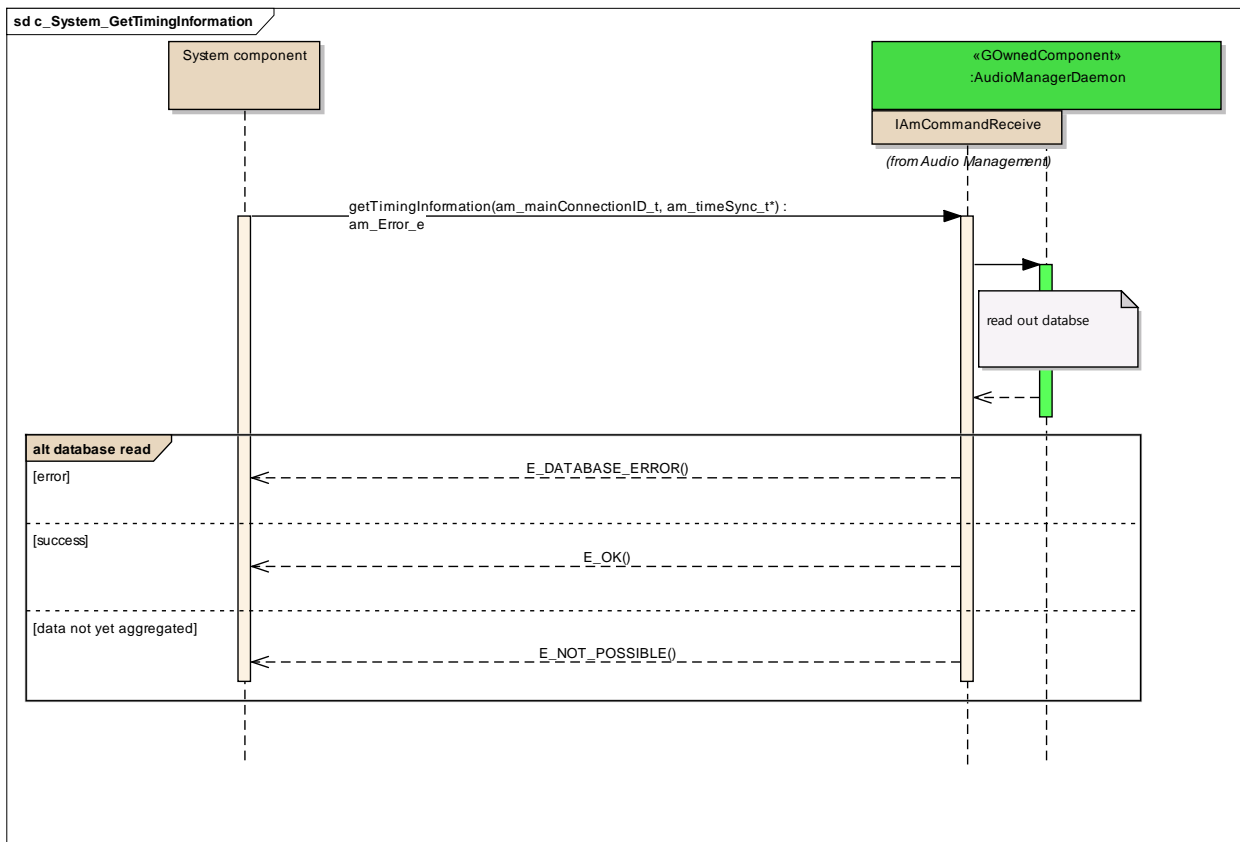 sd c_System_GetTimingInformation
System component
«GOwnedComponent»
:AudioManagerDaemon
IAmCommandReceive
(from Audio Management)
getTimingInformation(am_mainConnectionID_t, am_timeSync_t*) :
am_Error_e
read out databse
alt database read
[error]
E_DATABASE_ERROR()
[success]
E_OK()
[data not yet aggregated]
E_NOT_POSSIBLE()